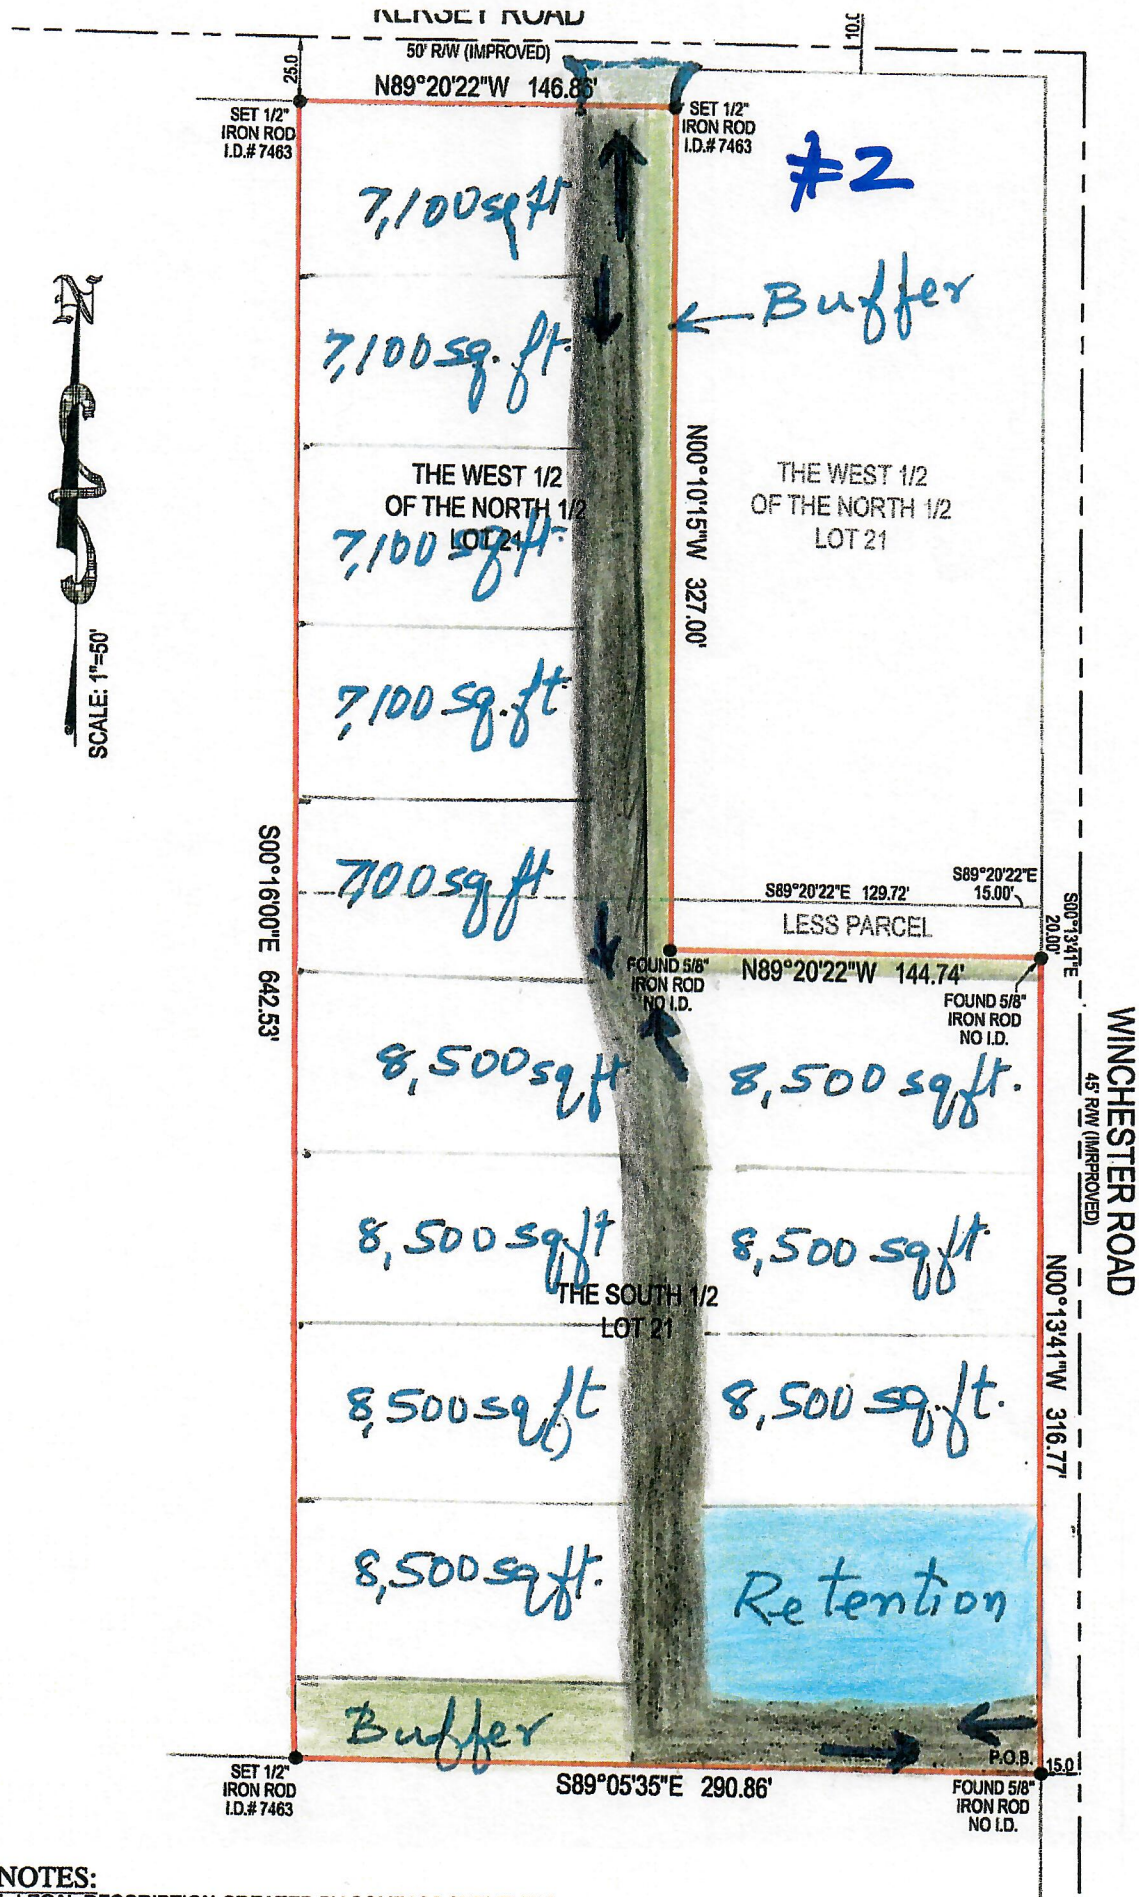 KERSEY ROAD
50' R/W (IMPROVED)
25.0
10.0
N89°20'22"W 146.86'
SET 1/2"
IRON ROD
I.D.# 7463
SET 1/2"
IRON ROD
I.D.# 7463
#2
7,100 sq ft
Buffer
7,100 sq. ft.
THE WEST 1/2
OF THE NORTH 1/2
LOT 21
7,100 sq ft.
N00°10'15"W 327.00'
THE WEST 1/2
OF THE NORTH 1/2
LOT 21
N
SCALE: 1"=50'
7,100 sq. ft.
7,100 sq ft
S00°16'00"E 642.53'
S89°20'22"E 129.72'
S89°20'22"E
15.00'
LESS PARCEL
S00°13'41"E
20.00'
FOUND 5/8"
IRON ROD
NO I.D.
N89°20'22"W 144.74'
FOUND 5/8"
IRON ROD
NO I.D.
WINCHESTER ROAD
45' R/W (IMRPROVED)
8,500 sq ft
8,500 sq ft.
8,500 sq ft
8,500 sq ft.
THE SOUTH 1/2
LOT 21
N00°13'41"W 316.77'
8,500 sq ft
8,500 sq. ft.
8,500 sq ft.
Retention
Buffer
P.O.B.
15.0
SET 1/2"
IRON ROD
I.D.# 7463
S89°05'35"E 290.86'
FOUND 5/8"
IRON ROD
NO I.D.
NOTES: